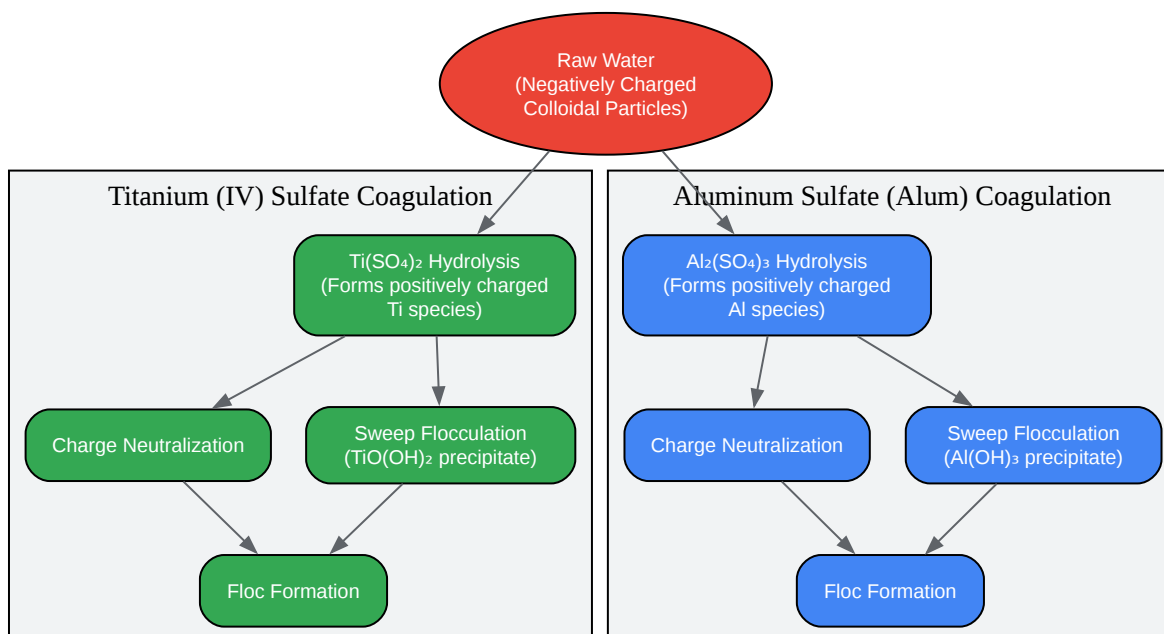 Raw Water
(Negatively Charged
Colloidal Particles)
Titanium (IV) Sulfate Coagulation
Ti(SO₄)₂ Hydrolysis
(Forms positively charged
Ti species)
Charge Neutralization
Sweep Flocculation
(TiO(OH)₂ precipitate)
Floc Formation
Aluminum Sulfate (Alum) Coagulation
Al₂(SO₄)₃ Hydrolysis
(Forms positively charged
Al species)
Charge Neutralization
Sweep Flocculation
(Al(OH)₃ precipitate)
Floc Formation